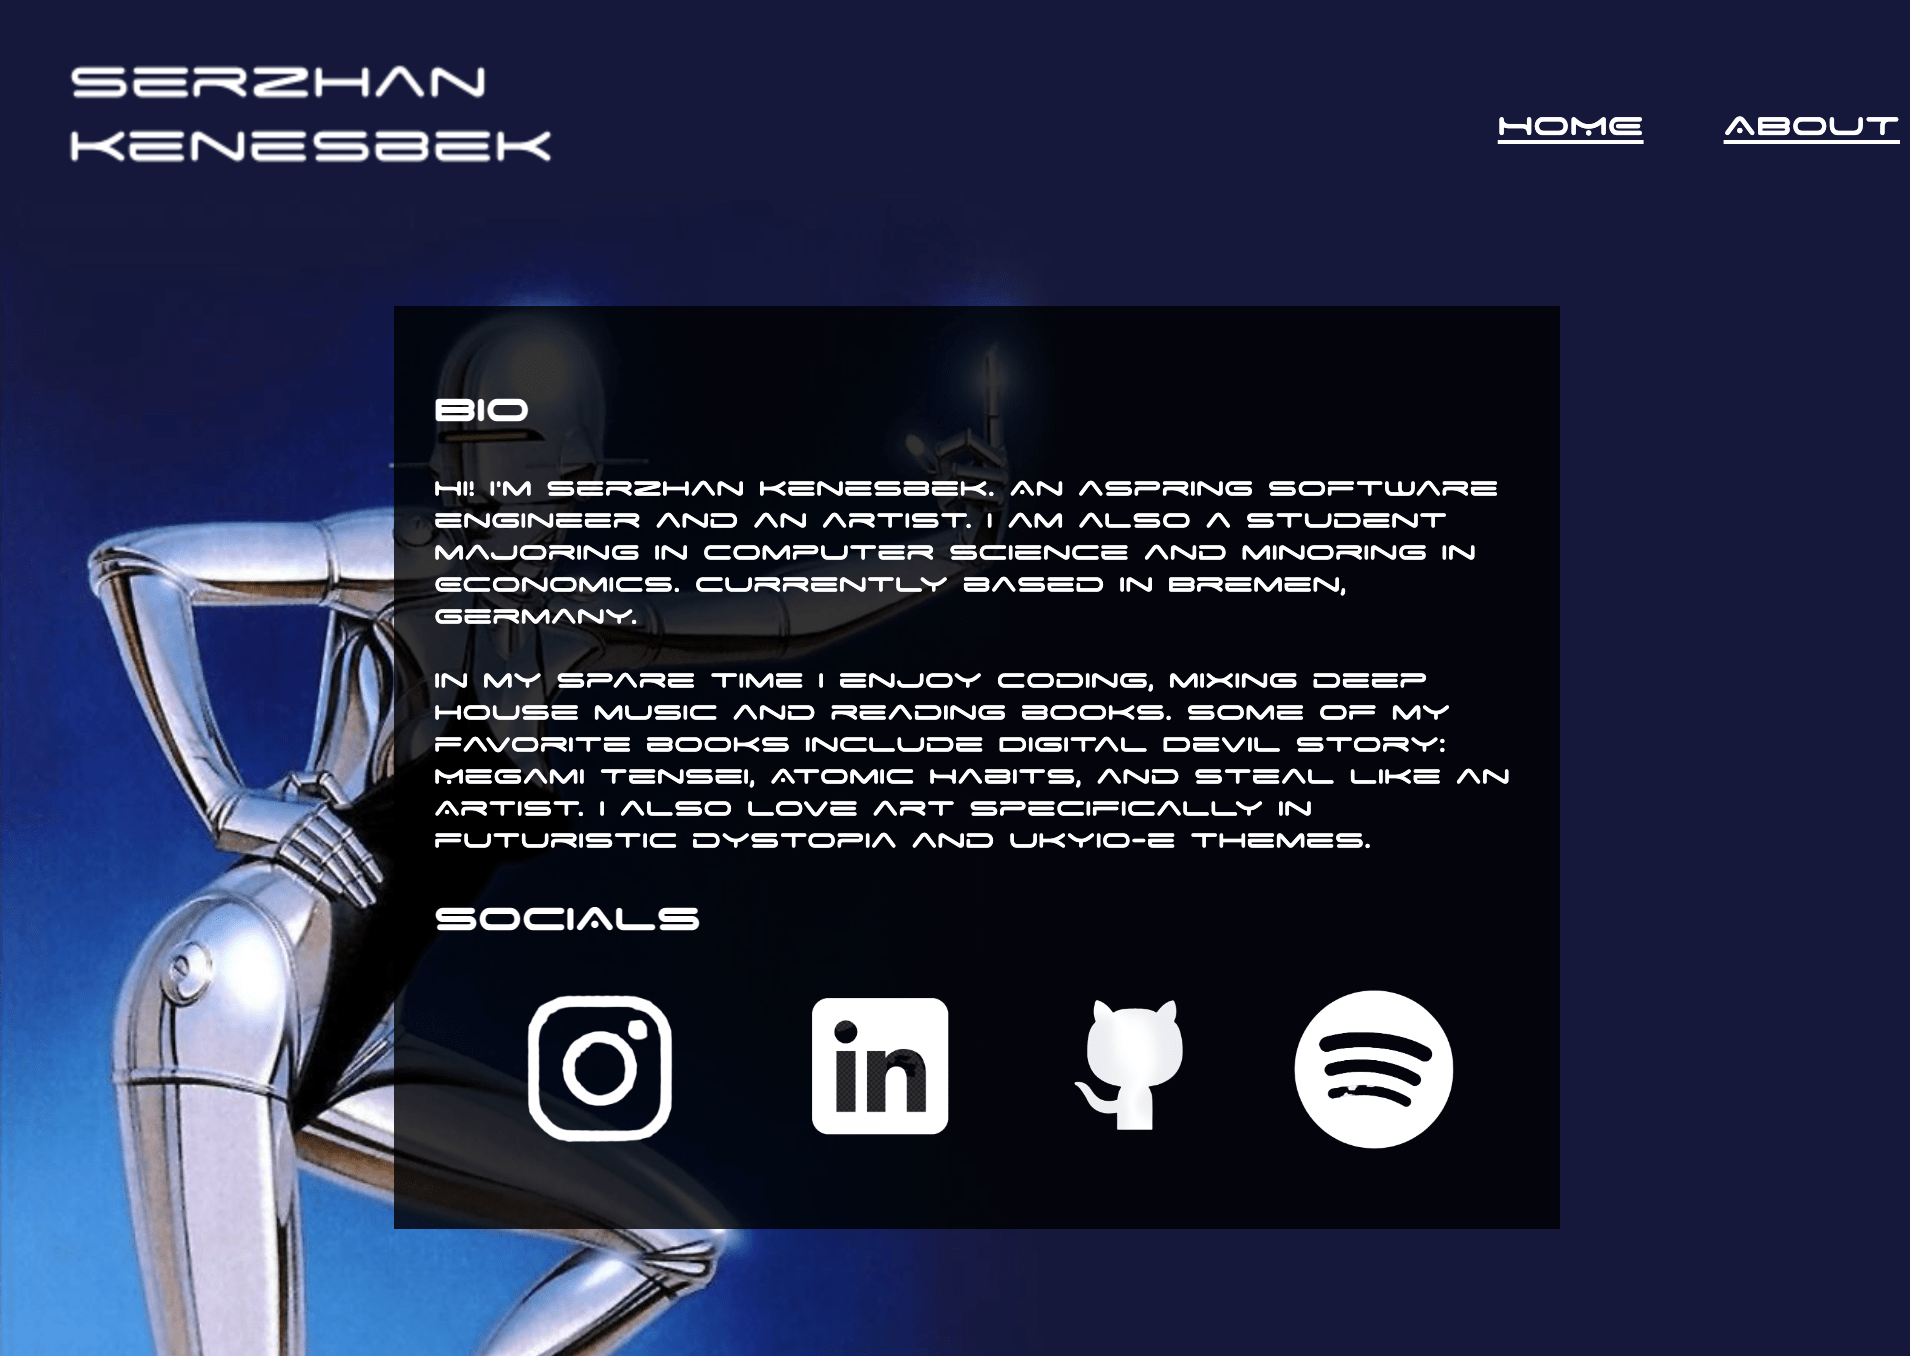 SERZHAN
KENESBEK
HOME ABOUT
BIO
HI! I'M SERZHAN KENESBEK. AN ASPRING SOFTWARE
ENGINEER AND AN ARTIST. I AM ALSO A STUDENT
MAJORING IN COMPUTER SCIENCE AND MINORING IN
ECONOMICS. CURRENTLY BASED IN BREMEN,
GERMANY.
IN MY SPARE TIME I ENJOY CODING, MIXING DEEP
HOUSE MUSIC AND READING BOOKS. SOME OF MY
FAVORITE BOOKS INCLUDE DIGITAL DEVIL STORY:
MEGAMI TENSEI, ATOMIC HABITS, AND STEAL LIKE AN
ARTIST. I ALSO LOVE ART SPECIFICALLY IN
FUTURISTIC DYSTOPIA AND UKYIO-E THEMES.
SOCIALS
in